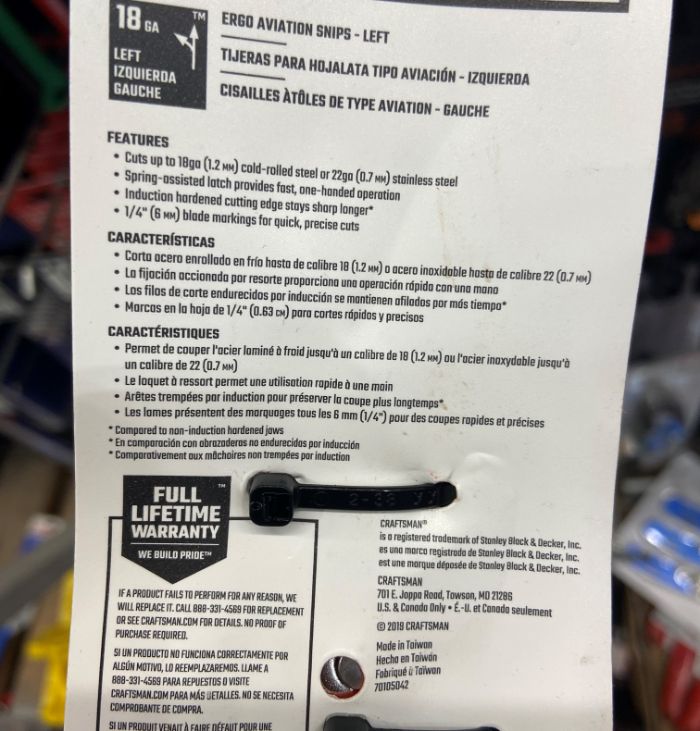 18 GA
TM
LEFT
IZQUIERDA
GAUCHE
ERGO AVIATION SNIPS - LEFT
TIJERAS PARA HOJALATA TIPO AVIACIÓN - IZQUIERDA
CISAILLES ÀTÔLES DE TYPE AVIATION - GAUCHE
FEATURES
• Cuts up to 18ga (1.2 MM) cold-rolled steel or 22ga (0.7 MM) stainless steel
• Spring-assisted latch provides fast, one-handed operation
• Induction hardened cutting edge stays sharp longer*
• 1/4" (6 MM) blade markings for quick, precise cuts
CARACTERÍSTICAS
• Corta acero enrollado en frío hasta de calibre 18 (1.2 MM) o acero inoxidable hasta de calibre 22 (0.7 MM)
• La fijación accionada por resorte proporciona una operación rápida con una mano
• Los filos de corte endurecidos por inducción se mantienen afilados por más tiempo*
• Marcas en la hoja de 1/4" (0.63 CM) para cortes rápidos y precisos
CARACTÉRISTIQUES
• Permet de couper l'acier laminé à froid jusqu'à un calibre de 18 (1.2 MM) ou l'acier inoxydable jusqu'à
un calibre de 22 (0.7 MM)
• Le loquet à ressort permet une utilisation rapide à une main
• Arêtes trempées par induction pour préserver la coupe plus longtemps*
• Les lames présentent des marquages tous les 6 mm (1/4") pour des coupes rapides et précises
* Compared to non-induction hardened jaws
* En comparación con abrazaderas no endurecidas por inducción
* Comparativement aux mâchoires non trempées par induction
FULL
LIFETIME
WARRANTY
WE BUILD PRIDE™
TM
IF A PRODUCT FAILS TO PERFORM FOR ANY REASON, WE
WILL REPLACE IT. CALL 888-331-4569 FOR REPLACEMENT
OR SEE CRAFTSMAN.COM FOR DETAILS. NO PROOF OF
PURCHASE REQUIRED.
SI UN PRODUCTO NO FUNCIONA CORRECTAMENTE POR
ALGÚN MOTIVO, LO REEMPLAZAREMOS. LLAME A
888-331-4569 PARA REPUESTOS O VISITE
CRAFTSMAN.COM PARA MÁS DETALLES. NO SE NECESITA
COMPROBANTE DE COMPRA.
SI UN PRODUIT VENAIT À FAIRE DÉFAUT POUR UNE
CRAFTSMAN®
is a registered trademark of Stanley Black & Decker, Inc.
es una marca registrada de Stanley Black & Decker, Inc.
est une marque déposée de Stanley Black & Decker, Inc.
CRAFTSMAN
701 E. Joppa Road, Towson, MD 21286
U.S. & Canada Only • É.-U. et Canada seulement
© 2019 CRAFTSMAN
Made in Taiwan
Hecho en Taiwán
Fabriqué à Taïwan
70105042